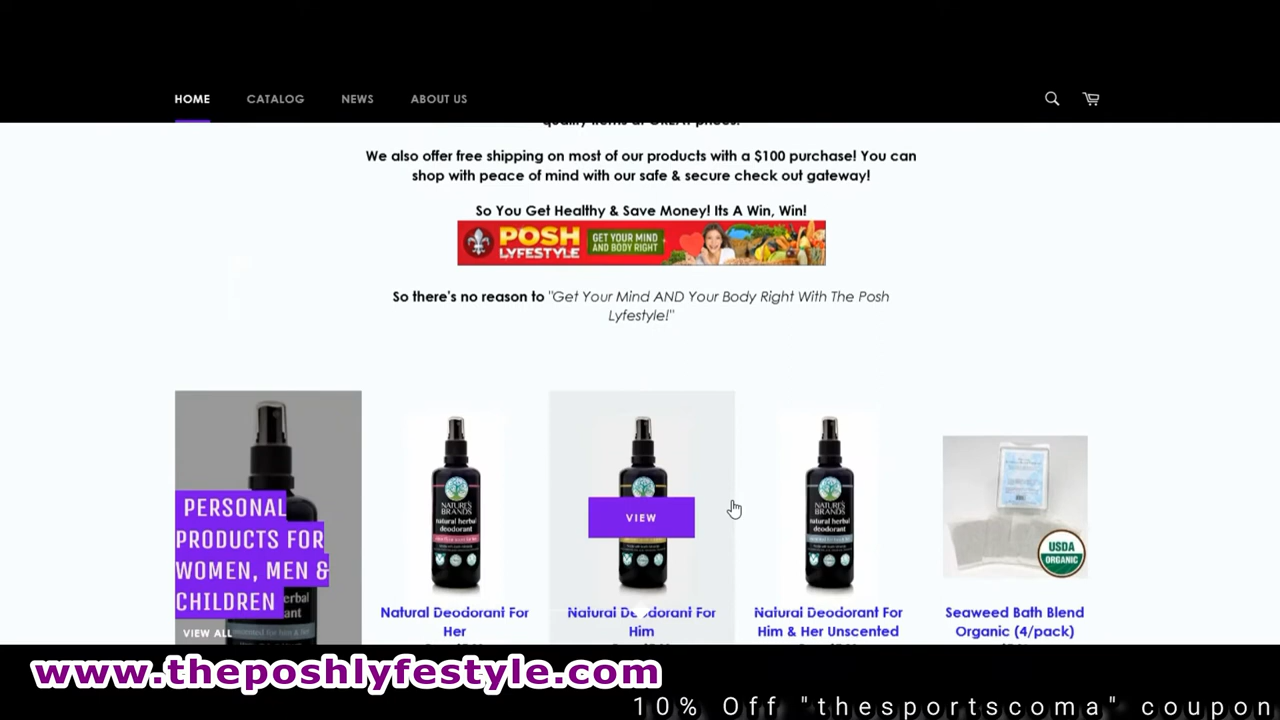 HOME CATALOG NEWS ABOUT US
quality items at GREAT prices!
We also offer free shipping on most of our products with a $100 purchase! You can
shop with peace of mind with our safe & secure check out gateway!
So You Get Healthy & Save Money! Its A Win, Win!
POSH
LYFESTYLE
GET YOUR MIND
AND BODY RIGHT
So there's no reason to "Get Your Mind AND Your Body Right With The Posh
Lyfestyle!"
PERSONAL
PRODUCTS FOR
WOMEN, MEN &
CHILDREN
VIEW ALL
NATURE'S
BRANDS
natural herbal
deodorant
Natural Deodorant For
Her
NATURE'S
BRANDS
VIEW
Natural Deodorant For
Him
NATURE'S
BRANDS
natural herbal
deodorant
Natural Deodorant For
Him & Her Unscented
USDA
ORGANIC
Seaweed Bath Blend
Organic (4/pack)
www.theposhlyfestyle.com
10% Off "thesportscoma" coupon